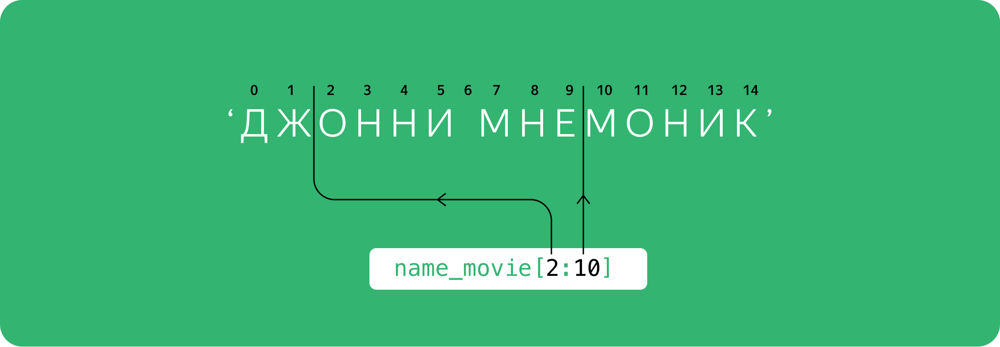 0 1 2 3 4 5 6 7 8 9 10 11 12 13 14
‘ДЖОННИ МНЕМОНИК’
name_movie[2:10]